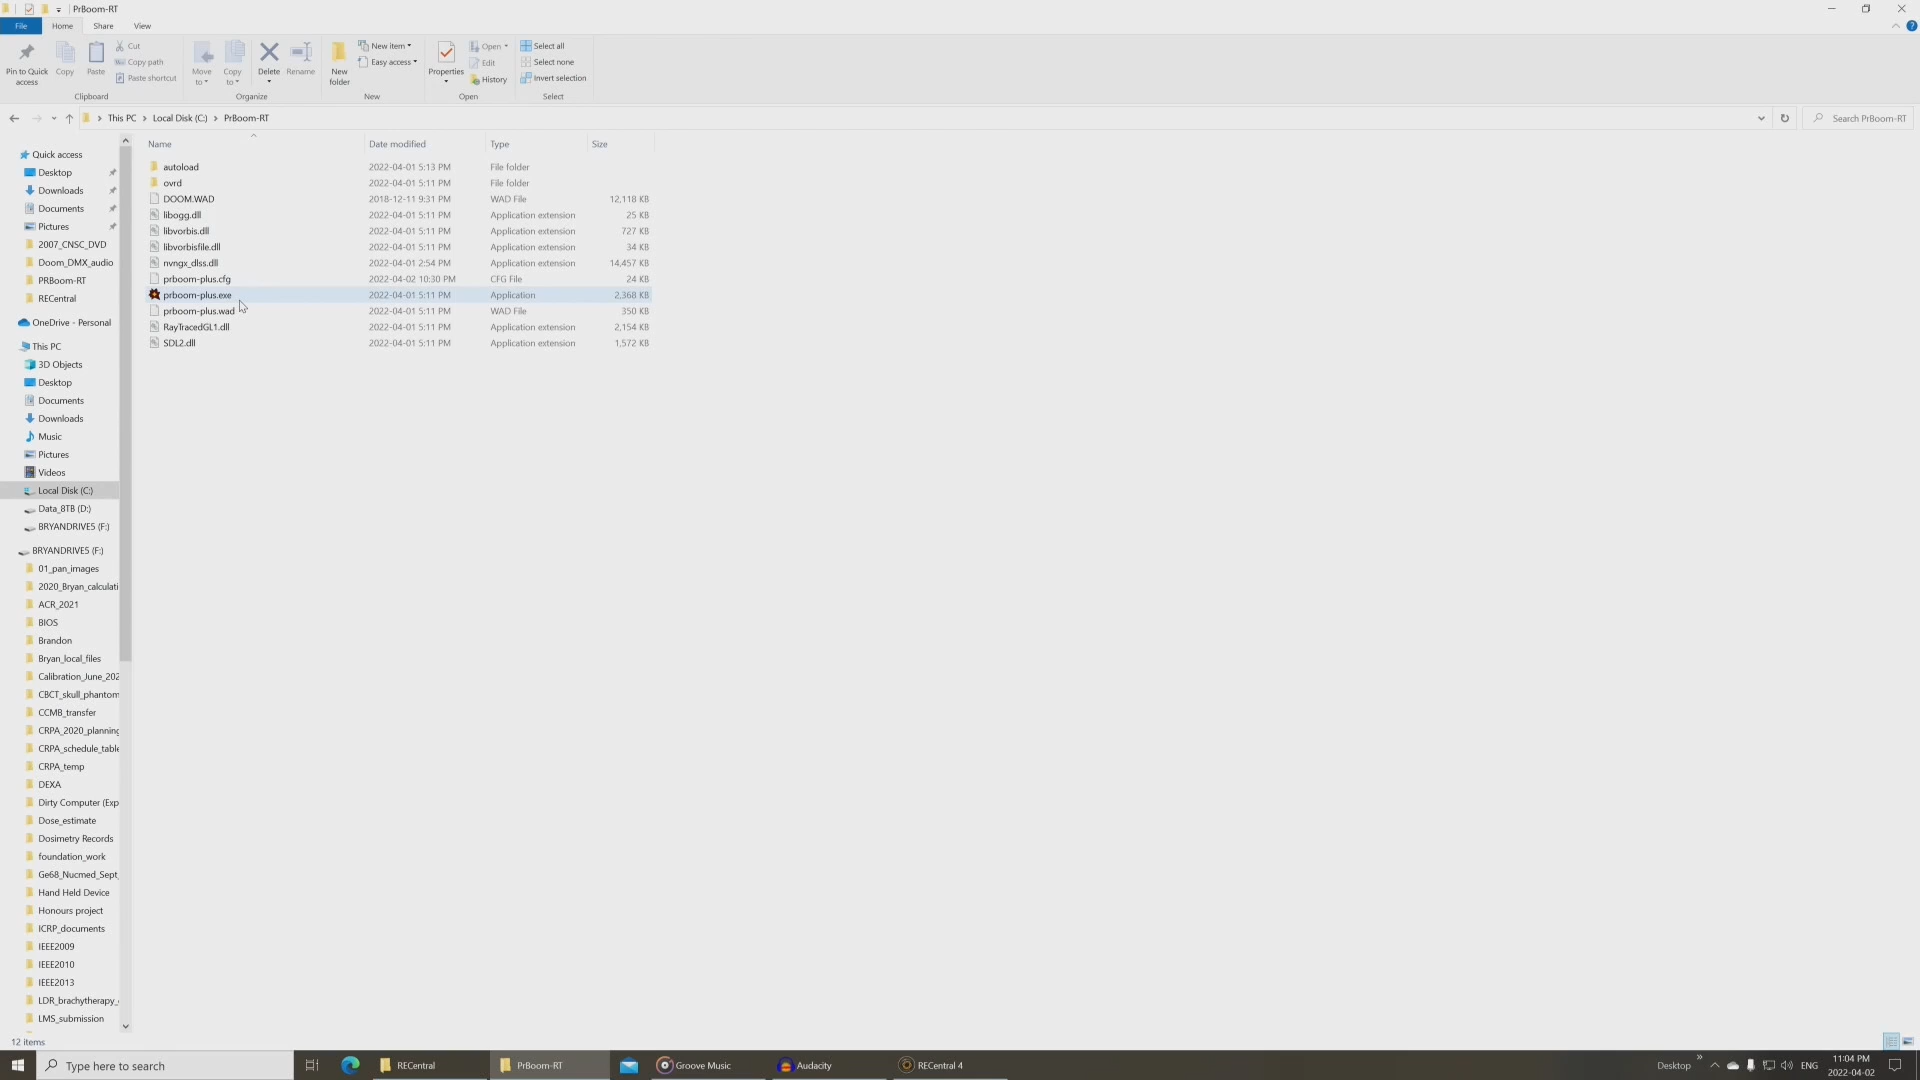 PrBoom-RT
File Home Share View
Pin to Quick access
Copy
Paste
Cut
Copy path
Paste shortcut
Move to
Copy to
Delete
Rename
New folder
New item
Easy access
Properties
Open
Edit
History
Select all
Select none
Invert selection
Clipboard Organize New Open Select
This PC > Local Disk (C:) > PrBoom-RT
Search PrBoom-RT
Name Date modified Type Size
autoload 2022-04-01 5:13 PM File folder
ovrd 2022-04-01 5:11 PM File folder
DOOM.WAD 2018-12-11 9:31 PM WAD File 12,118 KB
libogg.dll 2022-04-01 5:11 PM Application extension 25 KB
libvorbis.dll 2022-04-01 5:11 PM Application extension 727 KB
libvorbisfile.dll 2022-04-01 5:11 PM Application extension 34 KB
nvngx_dlss.dll 2022-04-01 2:54 PM Application extension 14,457 KB
prboom-plus.cfg 2022-04-02 10:30 PM CFG File 24 KB
prboom-plus.exe 2022-04-01 5:11 PM Application 2,368 KB
prboom-plus.wad 2022-04-01 5:11 PM WAD File 350 KB
RayTracedGL1.dll 2022-04-01 5:11 PM Application extension 2,154 KB
SDL2.dll 2022-04-01 5:11 PM Application extension 1,572 KB
Quick access
Desktop
Downloads
Documents
Pictures
2007_CNSC_DVD
Doom_DMX_audio
PRBoom-RT
RECentral
OneDrive - Personal
This PC
3D Objects
Desktop
Documents
Downloads
Music
Pictures
Videos
Local Disk (C:)
Data_8TB (D:)
BRYANDRIVE5 (F:)
BRYANDRIVE5 (F:)
01_pan_images
2020_Bryan_calculati
ACR_2021
BIOS
Brandon
Bryan_local_files
Calibration_June_202
CBCT_skull_phantom
CCMB_transfer
CRPA_2020_planning
CRPA_schedule_table
CRPA_temp
DEXA
Dirty Computer (Exp
Dose_estimate
Dosimetry Records
foundation_work
Ge68_Nucmed_Sept_
Hand Held Device
Honours project
ICRP_documents
IEEE2009
IEEE2010
IEEE2013
LDR_brachytherapy_
LMS_submission
12 items
Type here to search
RECentral
PrBoom-RT
Groove Music
Audacity
RECentral 4
Desktop
ENG
11:04 PM
2022-04-02